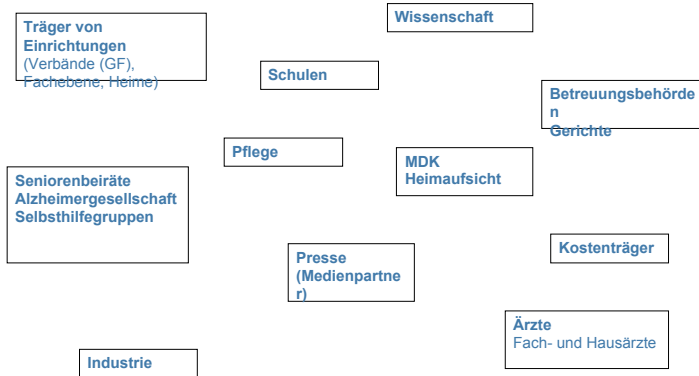 Wissenschaft
Träger von
Einrichtungen
(Verbände (GF),
Fachebene, Heime)
Schulen
Betreuungsbehörde
n
Gerichte
Pflege
MDK
Heimaufsicht
Seniorenbeiräte
Alzheimergesellschaft
Selbsthilfegruppen
Kostenträger
Presse
(Medienpartne
r)
Ärzte
Fach- und Hausärzte
Industrie